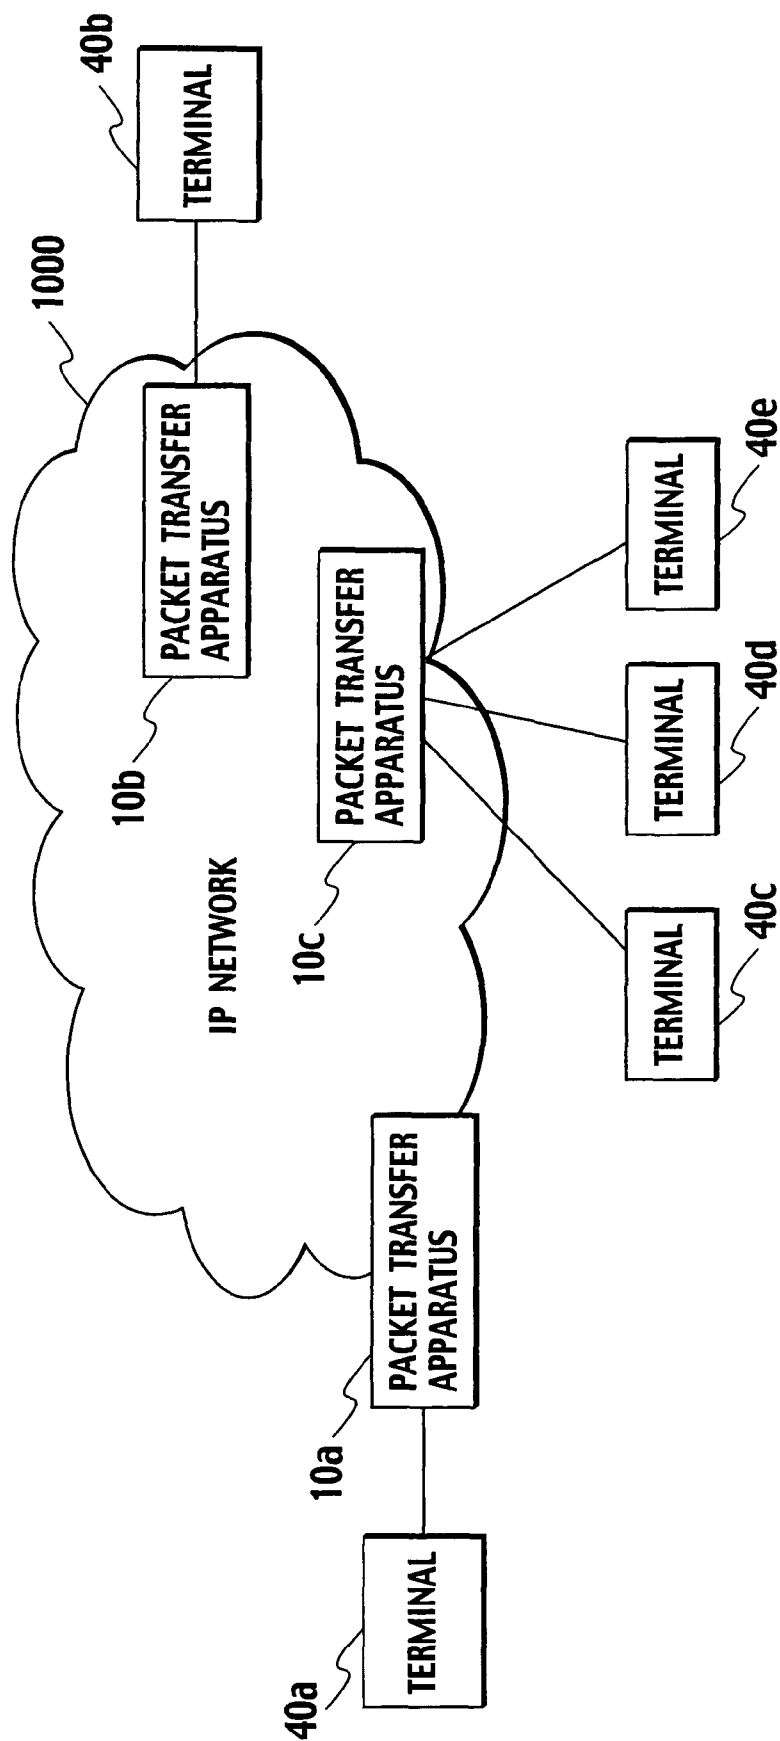 40b
TERMINAL
1000
PACKET TRANSFER
APPARATUS
10b
IP NETWORK
PACKET TRANSFER
APPARATUS
10c
PACKET TRANSFER
APPARATUS
10a
TERMINAL
40a
TERMINAL
40c
TERMINAL
40d
TERMINAL
40e